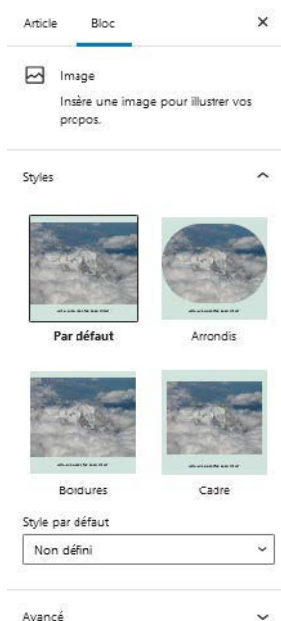 Article Bloc
Image
Insère une image pour illustrer vos
propos.
Styles
Par défaut Arrondis
Bordures Cadre
Style par défaut
Non défini
Avancé